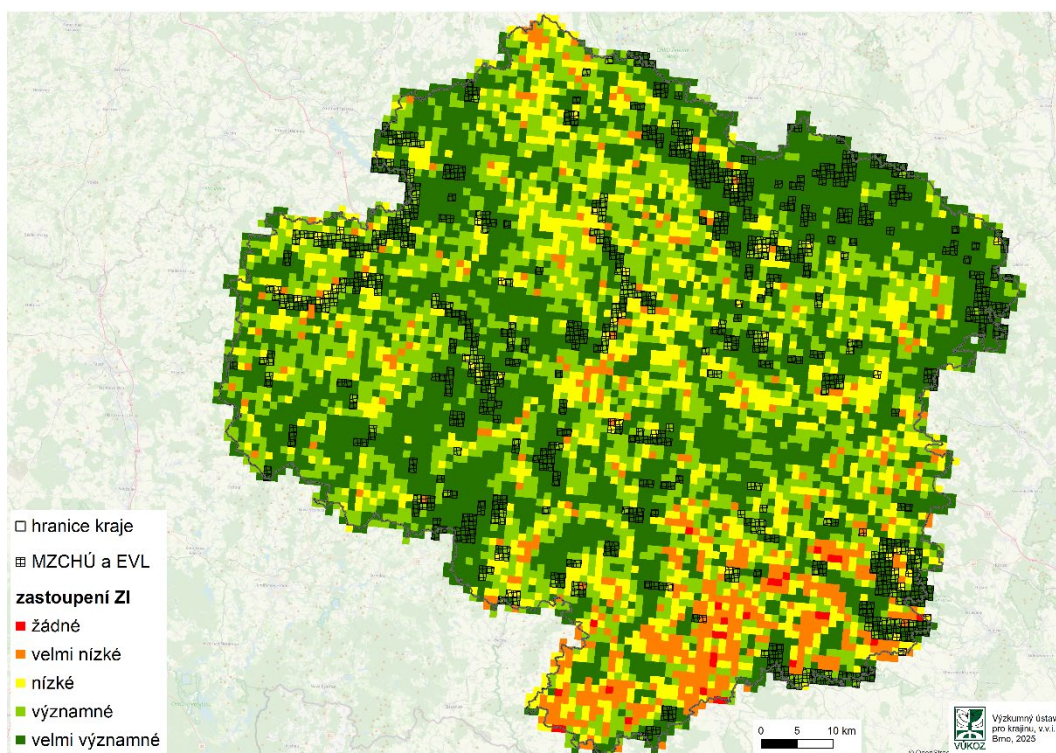 hranice kraje
MZCHÚ a EVL
zastoupení ZI
žádné
velmi nízké
nízké
významné
velmi významné
0 5 10 km
VÚKOZ
Výzkumný ústav
pro krajinu, v.v.i.
Brno, 2025